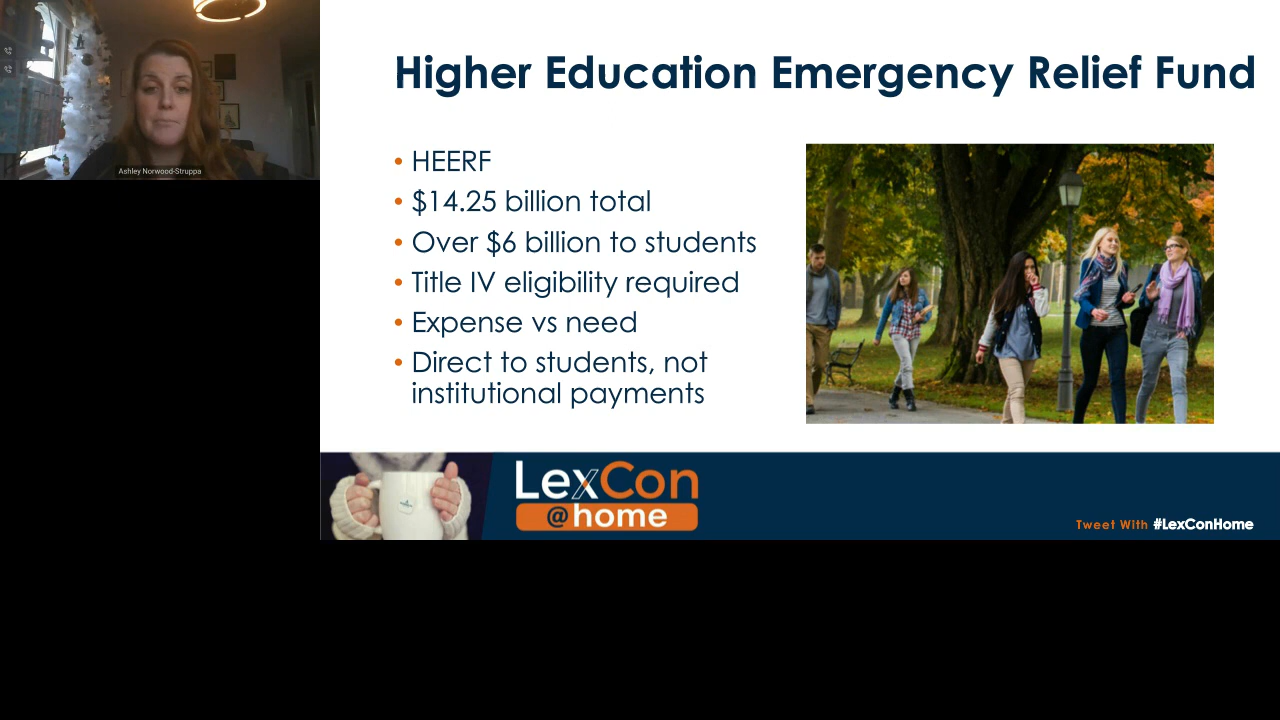 Ashley Norwood-Struppa
Higher Education Emergency Relief Fund
• HEERF
• $14.25 billion total
• Over $6 billion to students
• Title IV eligibility required
• Expense vs need
• Direct to students, not
institutional payments
LexCon
@home
Tweet With #LexConHome